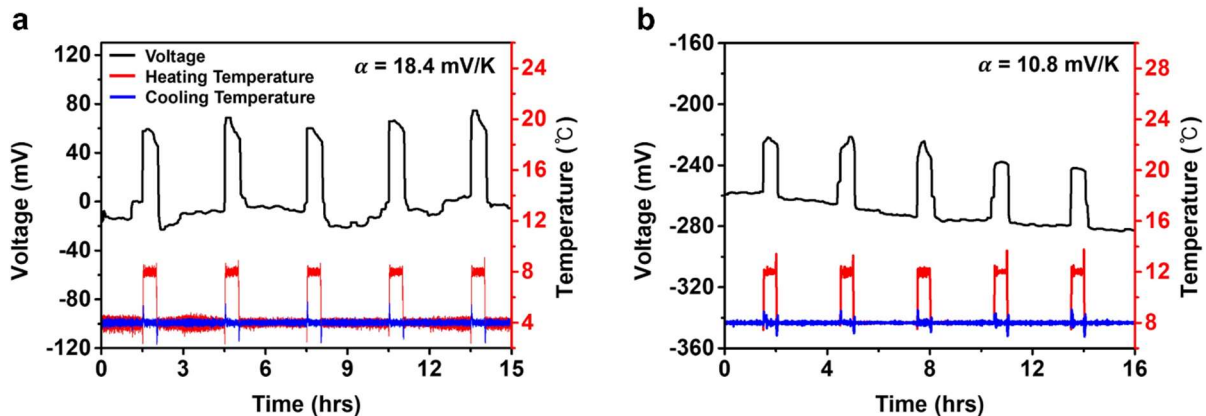 a
Voltage
Heating Temperature
Cooling Temperature
α = 18.4 mV/K
Voltage (mV)
120
80
40
0
-40
-80
-120
0 3 6 9 12 15
Time (hrs)
24
20
16
12
8
4
Temperature (℃)
b
α = 10.8 mV/K
Voltage (mV)
-160
-200
-240
-280
-320
-360
0 4 8 12 16
Time (hrs)
28
24
20
16
12
8
Temperature (℃)